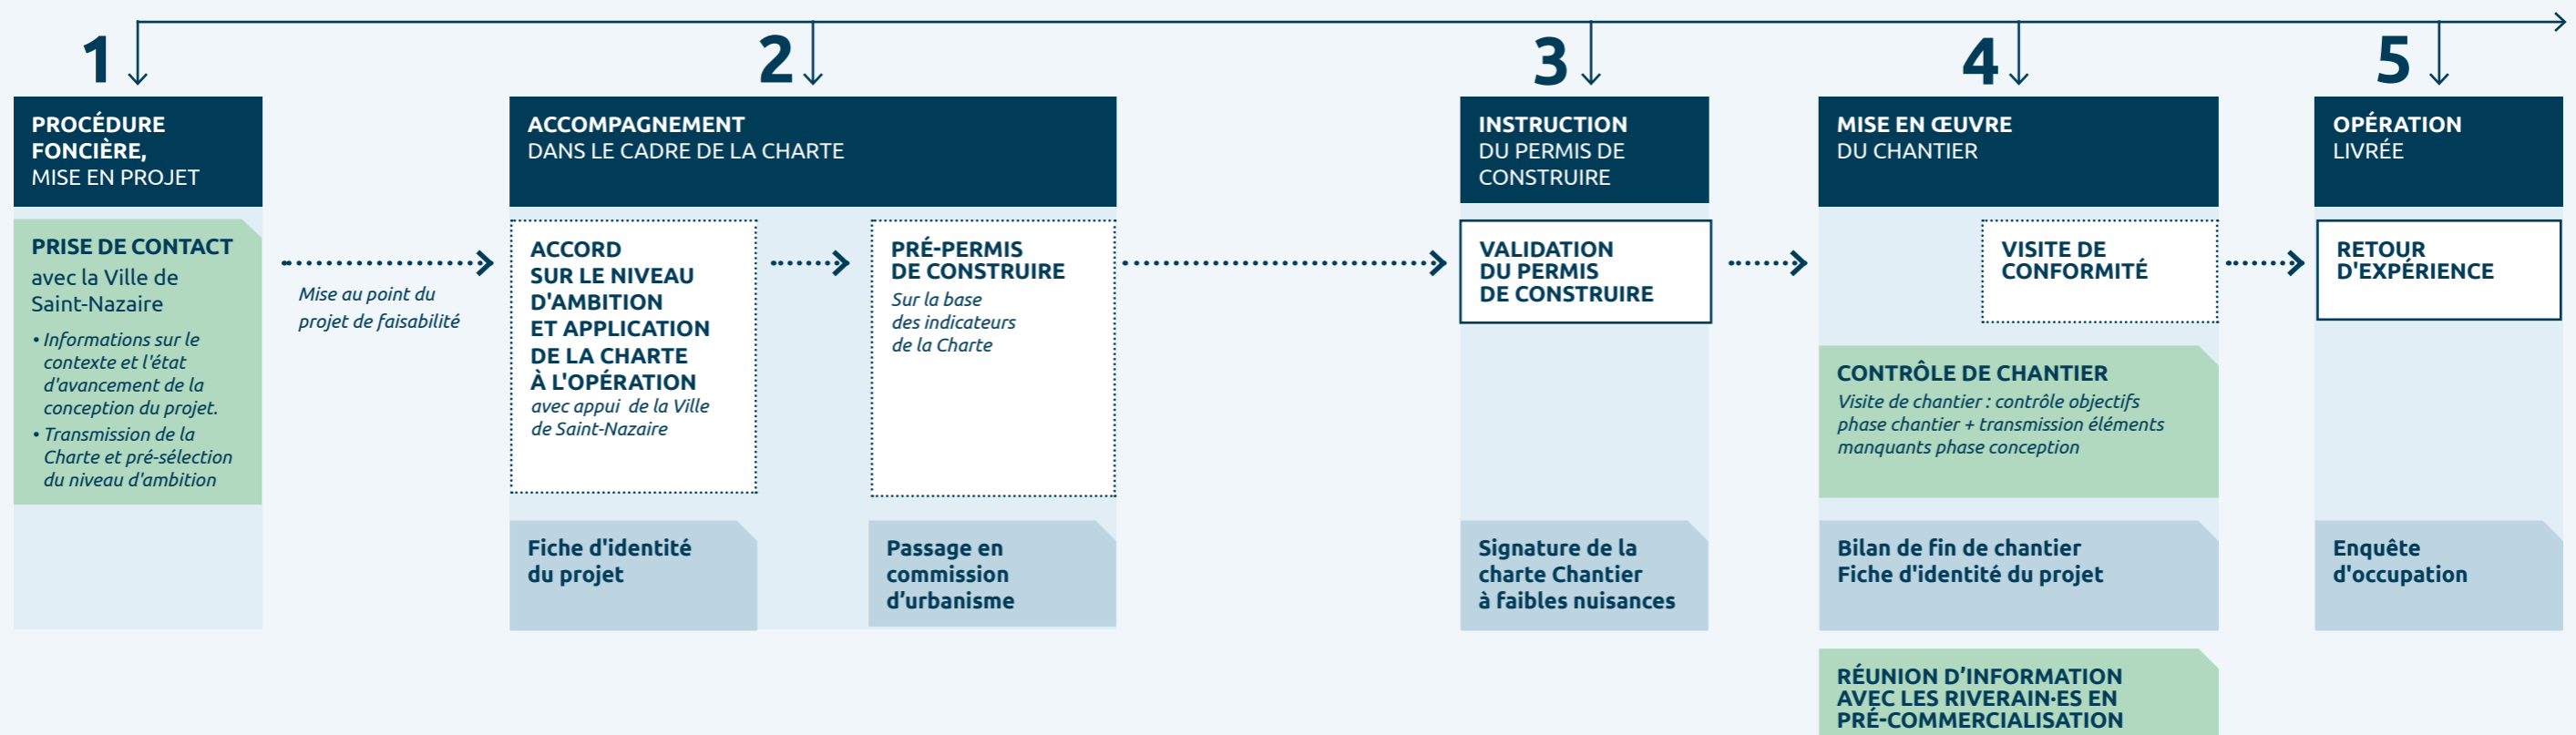 1
PROCÉDURE
FONCIÈRE,
MISE EN PROJET
PRISE DE CONTACT
avec la Ville de
Saint-Nazaire
• Informations sur le
contexte et l'état
d'avancement de la
conception du projet.
• Transmission de la
Charte et pré-sélection
du niveau d'ambition
Mise au point du
projet de faisabilité
2
ACCOMPAGNEMENT
DANS LE CADRE DE LA CHARTE
ACCORD
SUR LE NIVEAU
D'AMBITION
ET APPLICATION
DE LA CHARTE
À L'OPÉRATION
avec appui de la Ville
de Saint-Nazaire
Fiche d'identité
du projet
PRÉ-PERMIS
DE CONSTRUIRE
Sur la base
des indicateurs
de la Charte
Passage en
commission
d’urbanisme
3
INSTRUCTION
DU PERMIS DE
CONSTRUIRE
VALIDATION
DU PERMIS
DE CONSTRUIRE
Signature de la
charte Chantier
à faibles nuisances
4
MISE EN ŒUVRE
DU CHANTIER
VISITE DE
CONFORMITÉ
CONTRÔLE DE CHANTIER
Visite de chantier : contrôle objectifs
phase chantier + transmission éléments
manquants phase conception
Bilan de fin de chantier
Fiche d'identité du projet
RÉUNION D’INFORMATION
AVEC LES RIVERAIN·ES EN
PRÉ-COMMERCIALISATION
5
OPÉRATION
LIVRÉE
RETOUR
D'EXPÉRIENCE
Enquête
d'occupation